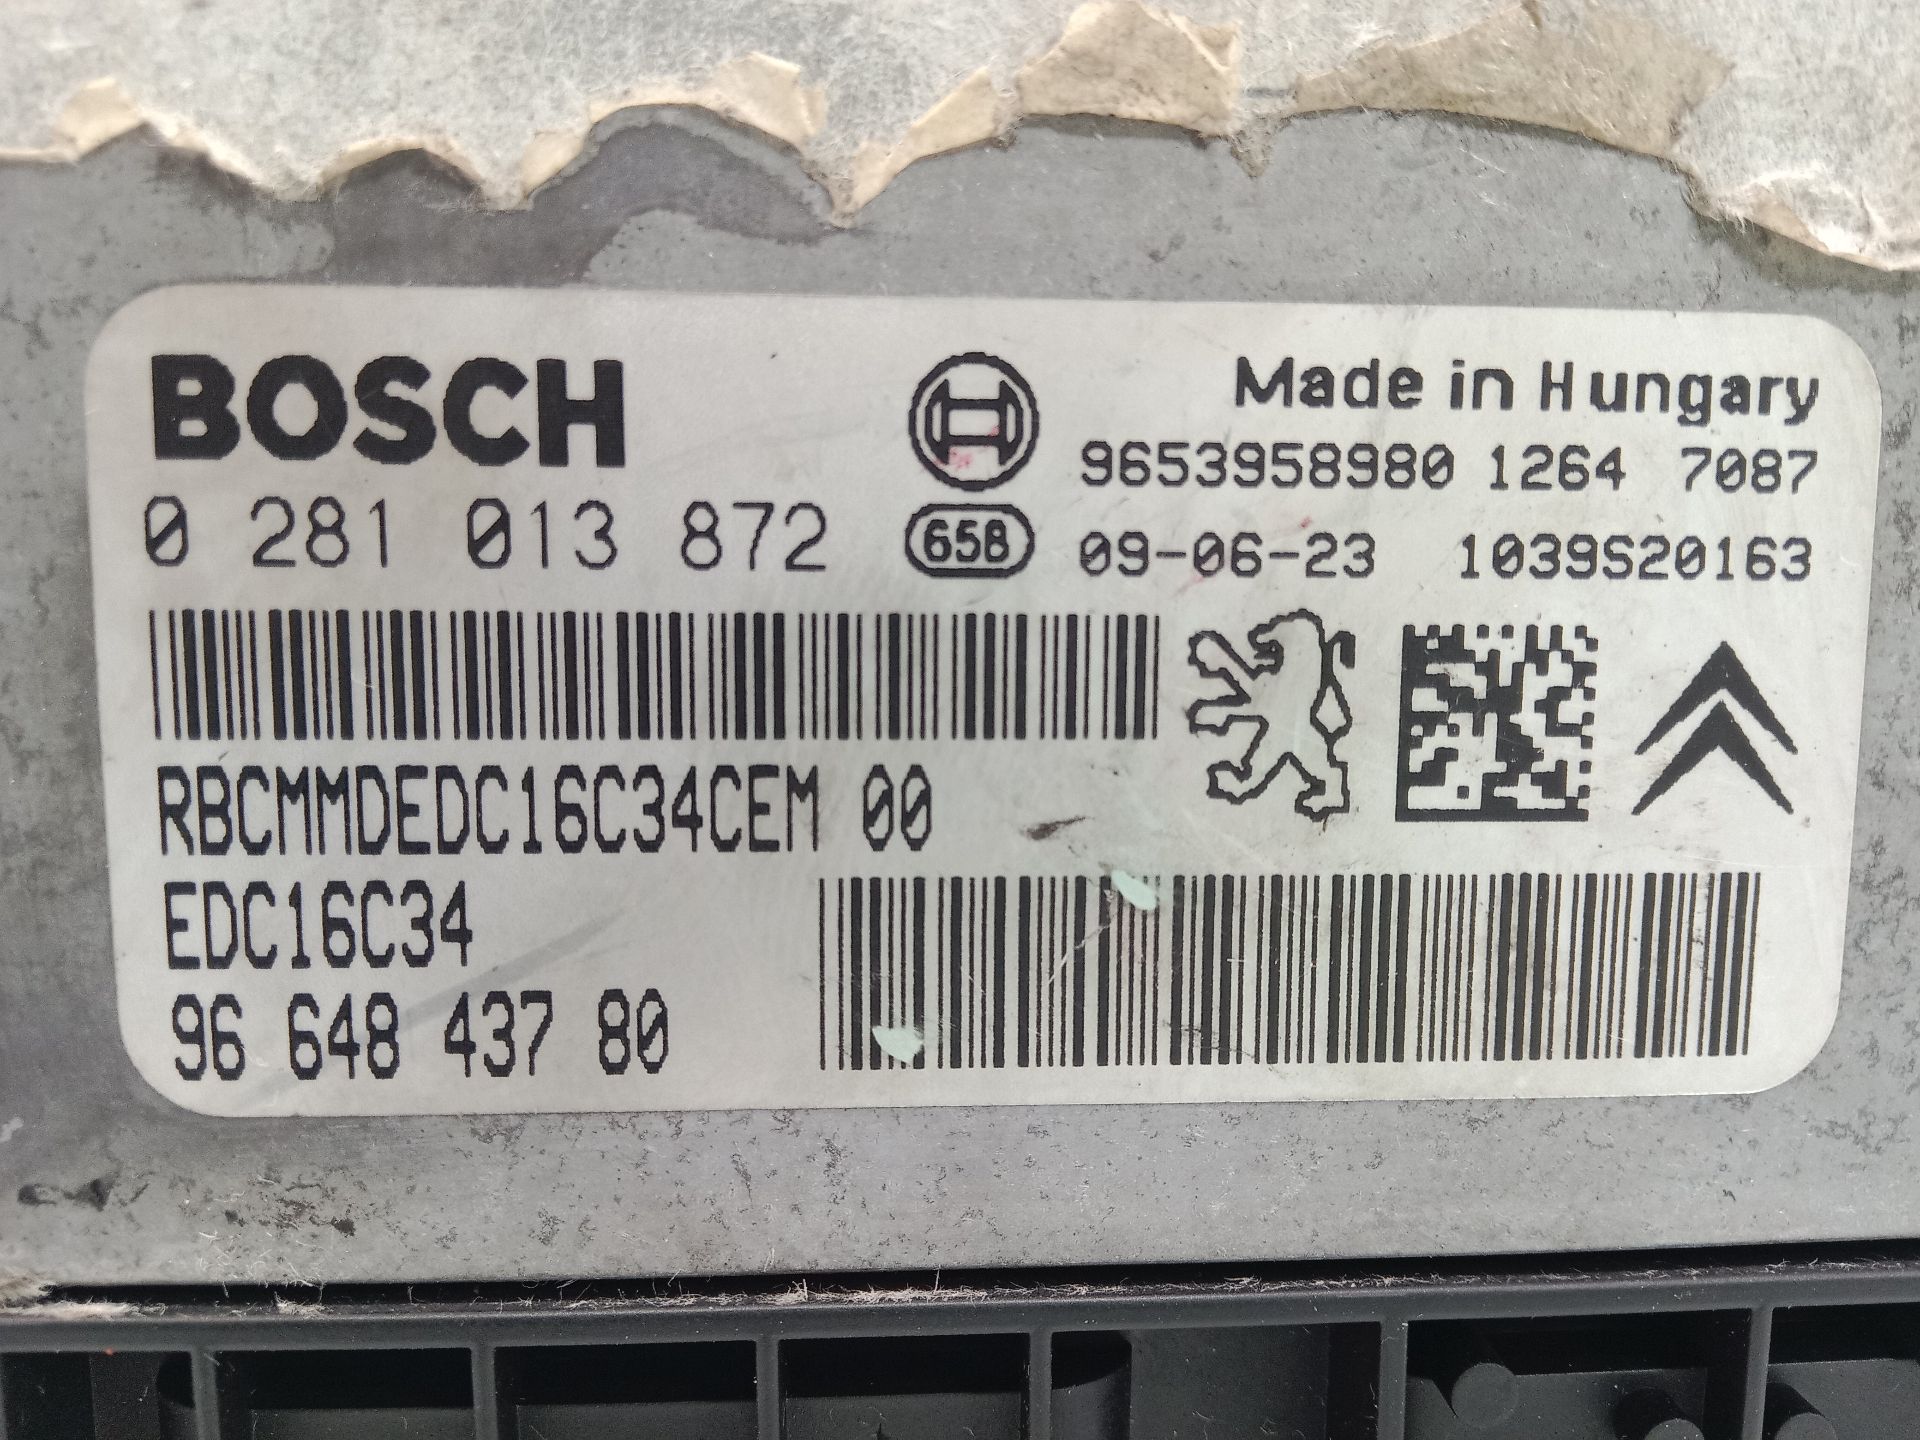 BOSCH
Made in Hungary
9653958980 1264 7087
0 281 013 872
658
09-06-23 1039S20163
RBCMMDEDC16C34CEM 00
EDC16C34
96 648 437 80